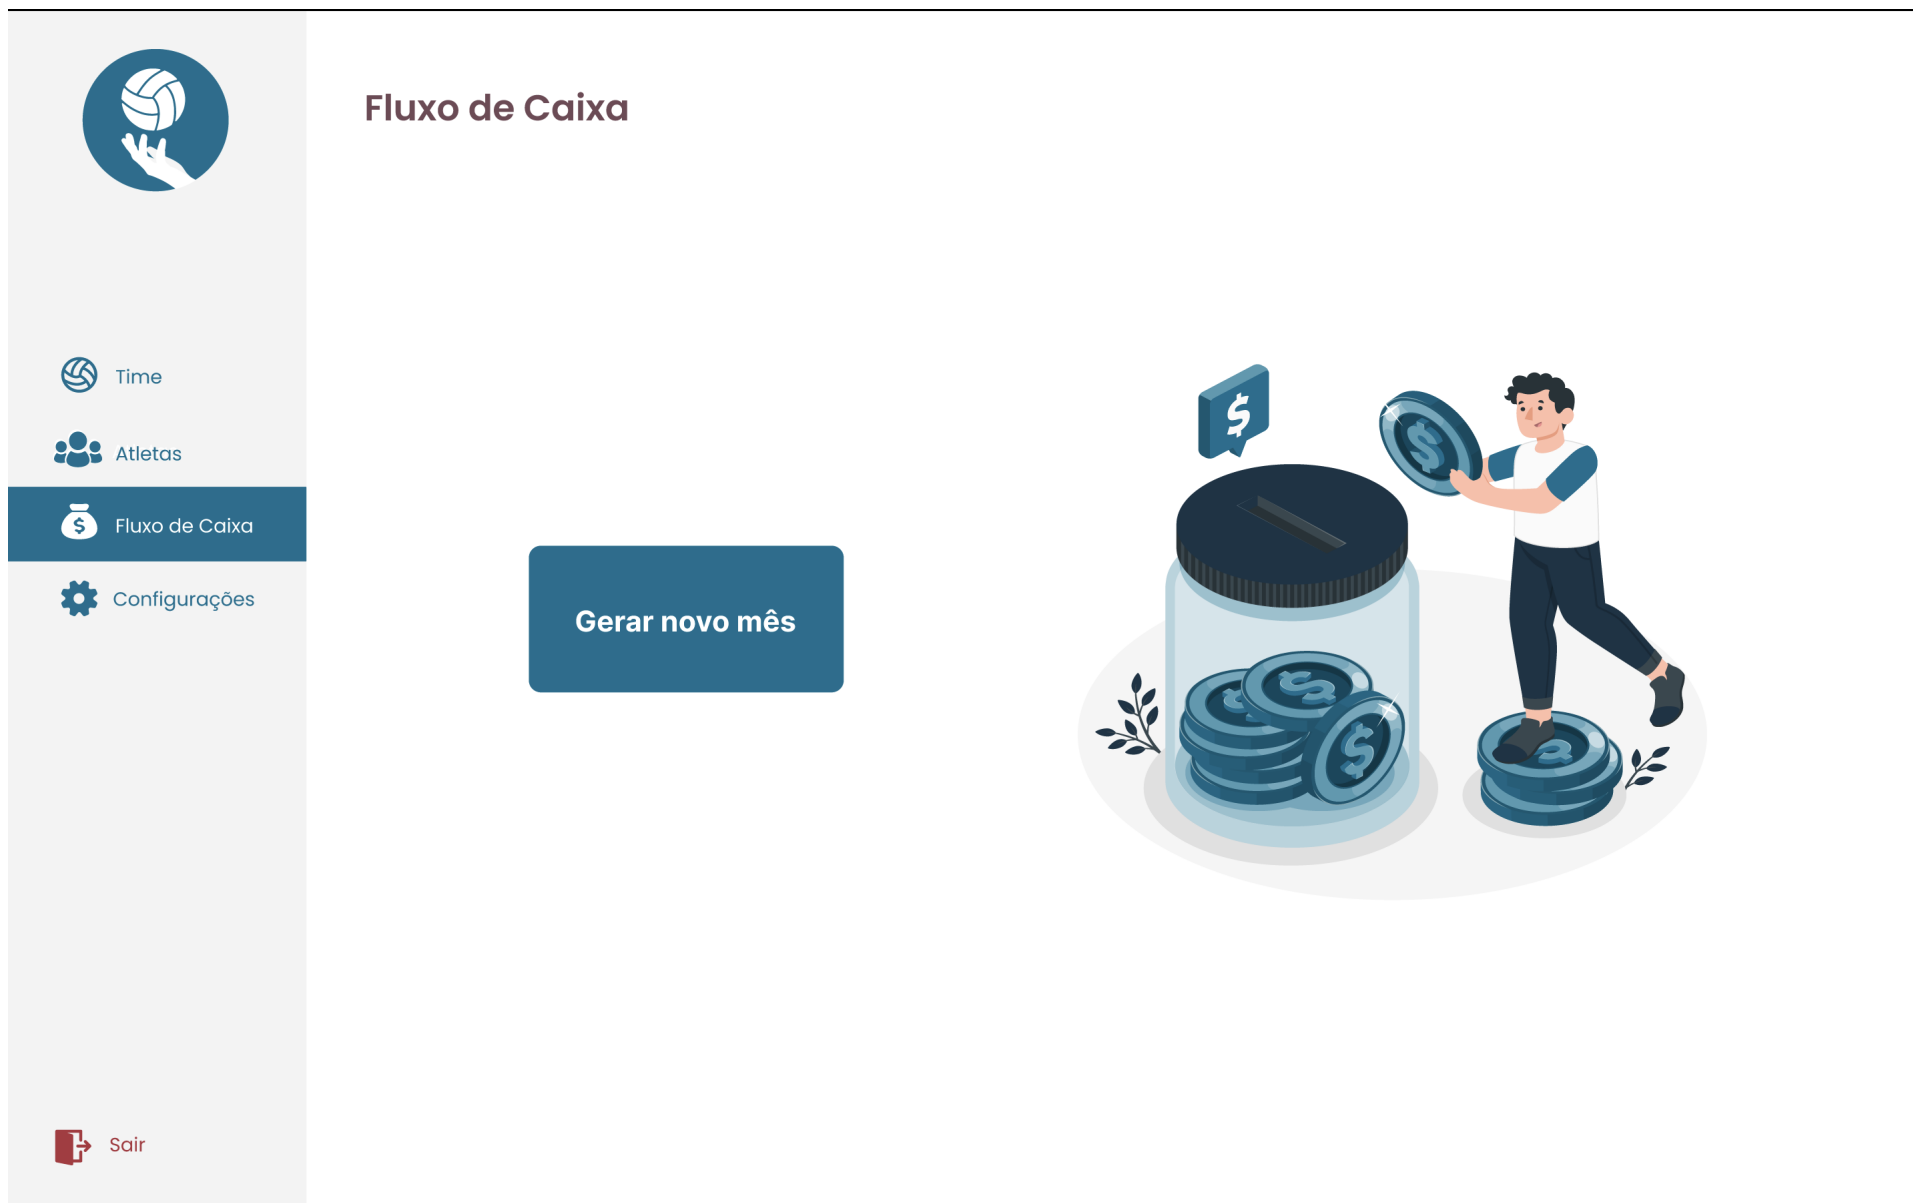 Fluxo de Caixa
Time
Atletas
Fluxo de Caixa
Configurações
Gerar novo mês
Sair